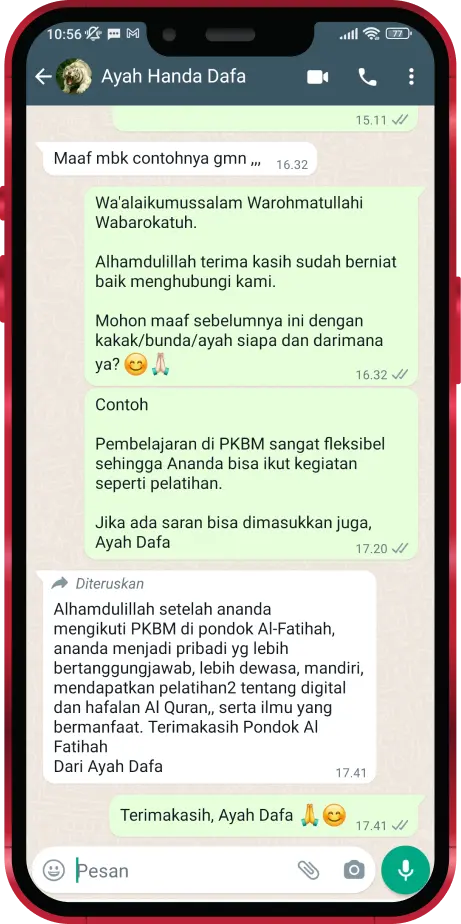 10:56
77
Ayah Handa Dafa
15.11
Maaf mbk contohnya gmn ,,,
16.32
Wa'alaikumussalam Warohmatullahi
Wabarokatuh.
Alhamdulillah terima kasih sudah berniat
baik menghubungi kami.
Mohon maaf sebelumnya ini dengan
kakak/bunda/ayah siapa dan darimana
ya? 😊🙏🏻
16.32
Contoh
Pembelajaran di PKBM sangat fleksibel
sehingga Ananda bisa ikut kegiatan
seperti pelatihan.
Jika ada saran bisa dimasukkan juga,
Ayah Dafa
17.20
Diteruskan
Alhamdulillah setelah ananda
mengikuti PKBM di pondok Al-Fatihah,
ananda menjadi pribadi yg lebih
bertanggungjawab, lebih dewasa, mandiri,
mendapatkan pelatihan2 tentang digital
dan hafalan Al Quran,, serta ilmu yang
bermanfaat. Terimakasih Pondok Al
Fatihah
Dari Ayah Dafa
17.41
Terimakasih, Ayah Dafa 🙏😊
17.41
Pesan